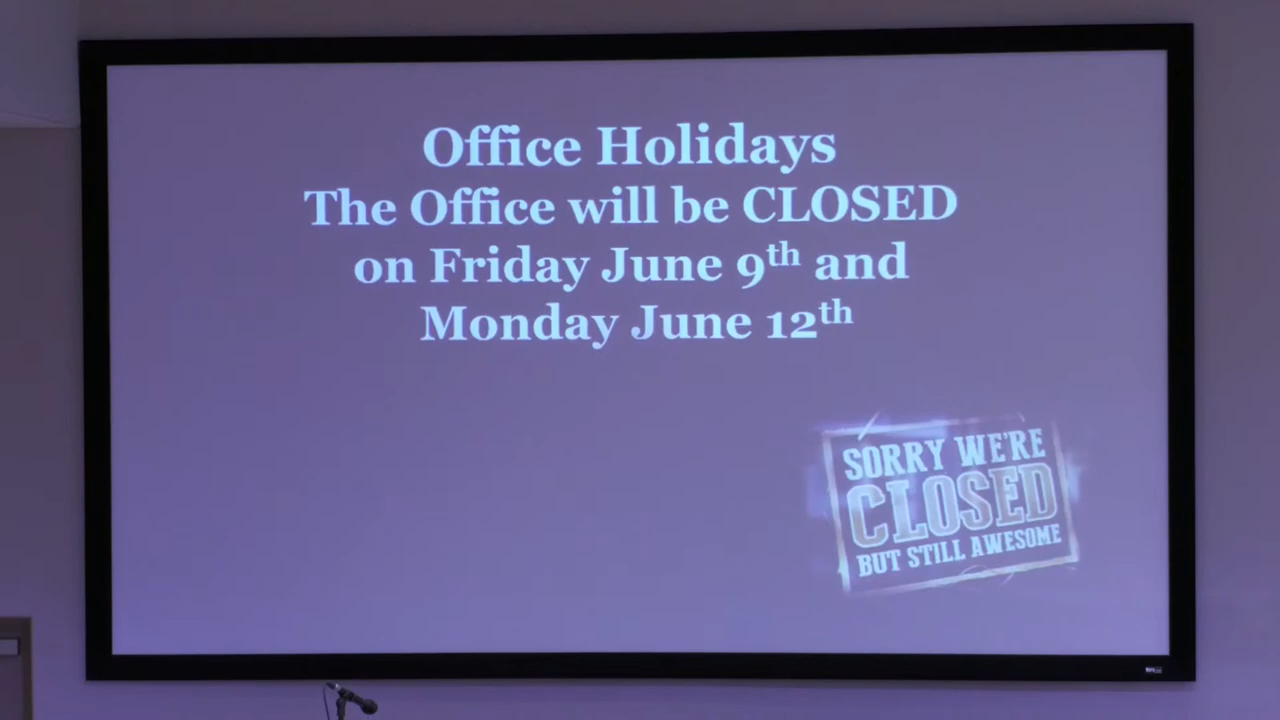 Office Holidays
The Office will be CLOSED
on Friday June 9th and
Monday June 12th
SORRY WE'RE
CLOSED
BUT STILL AWESOME